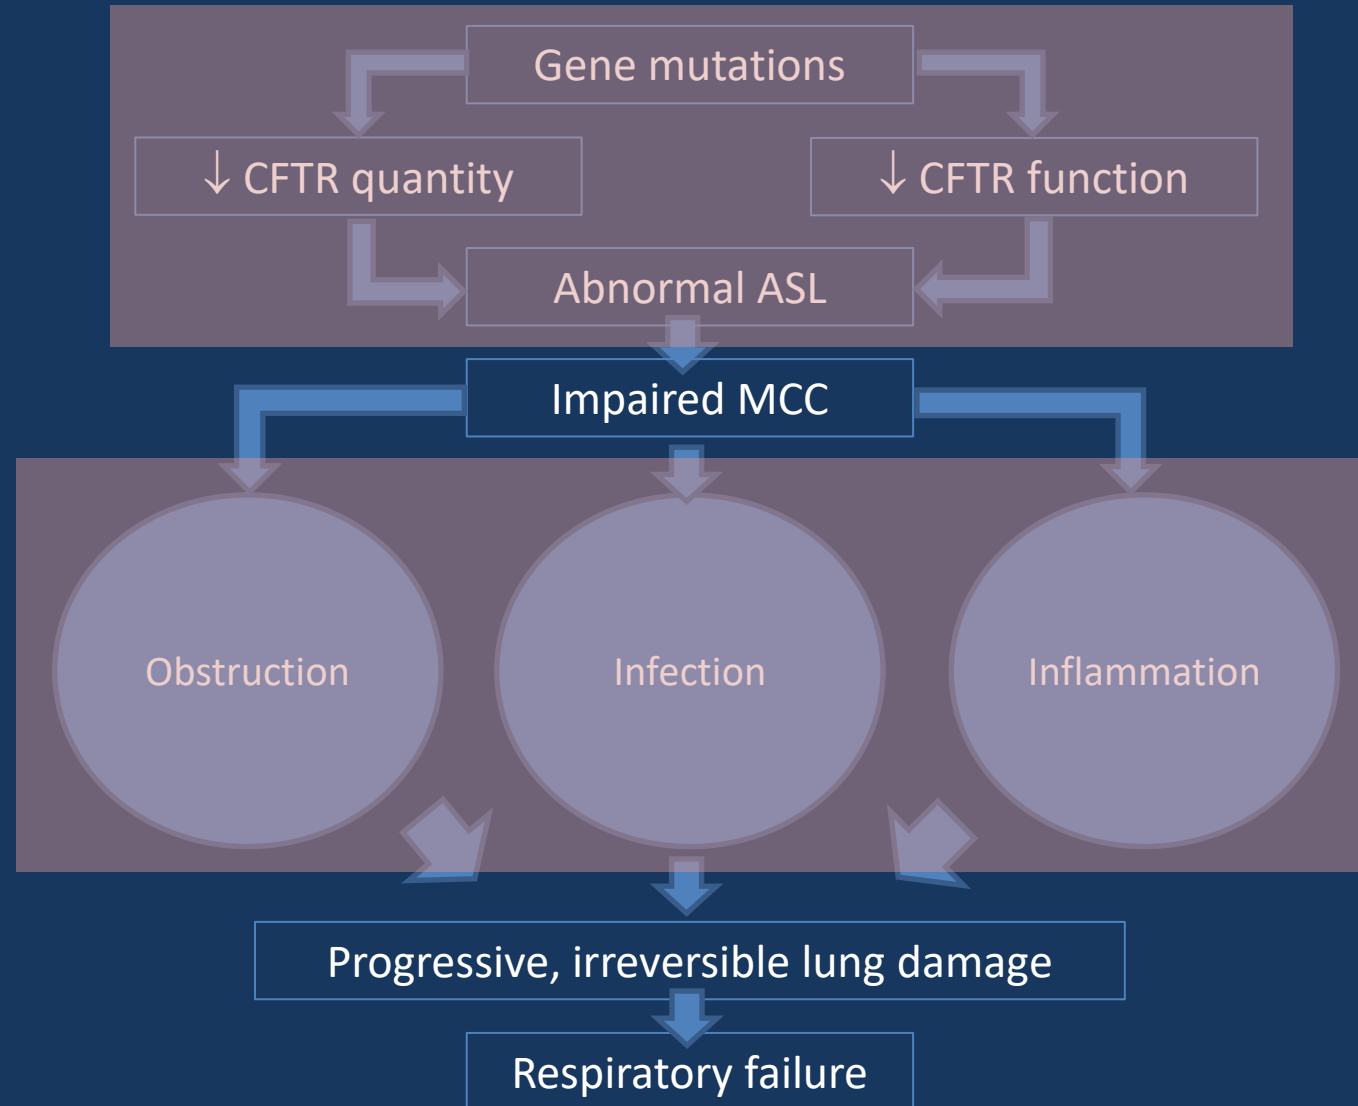 Gene mutations
↓ CFTR quantity
↓ CFTR function
Abnormal ASL
Impaired MCC
Obstruction
Infection
Inflammation
Progressive, irreversible lung damage
Respiratory failure